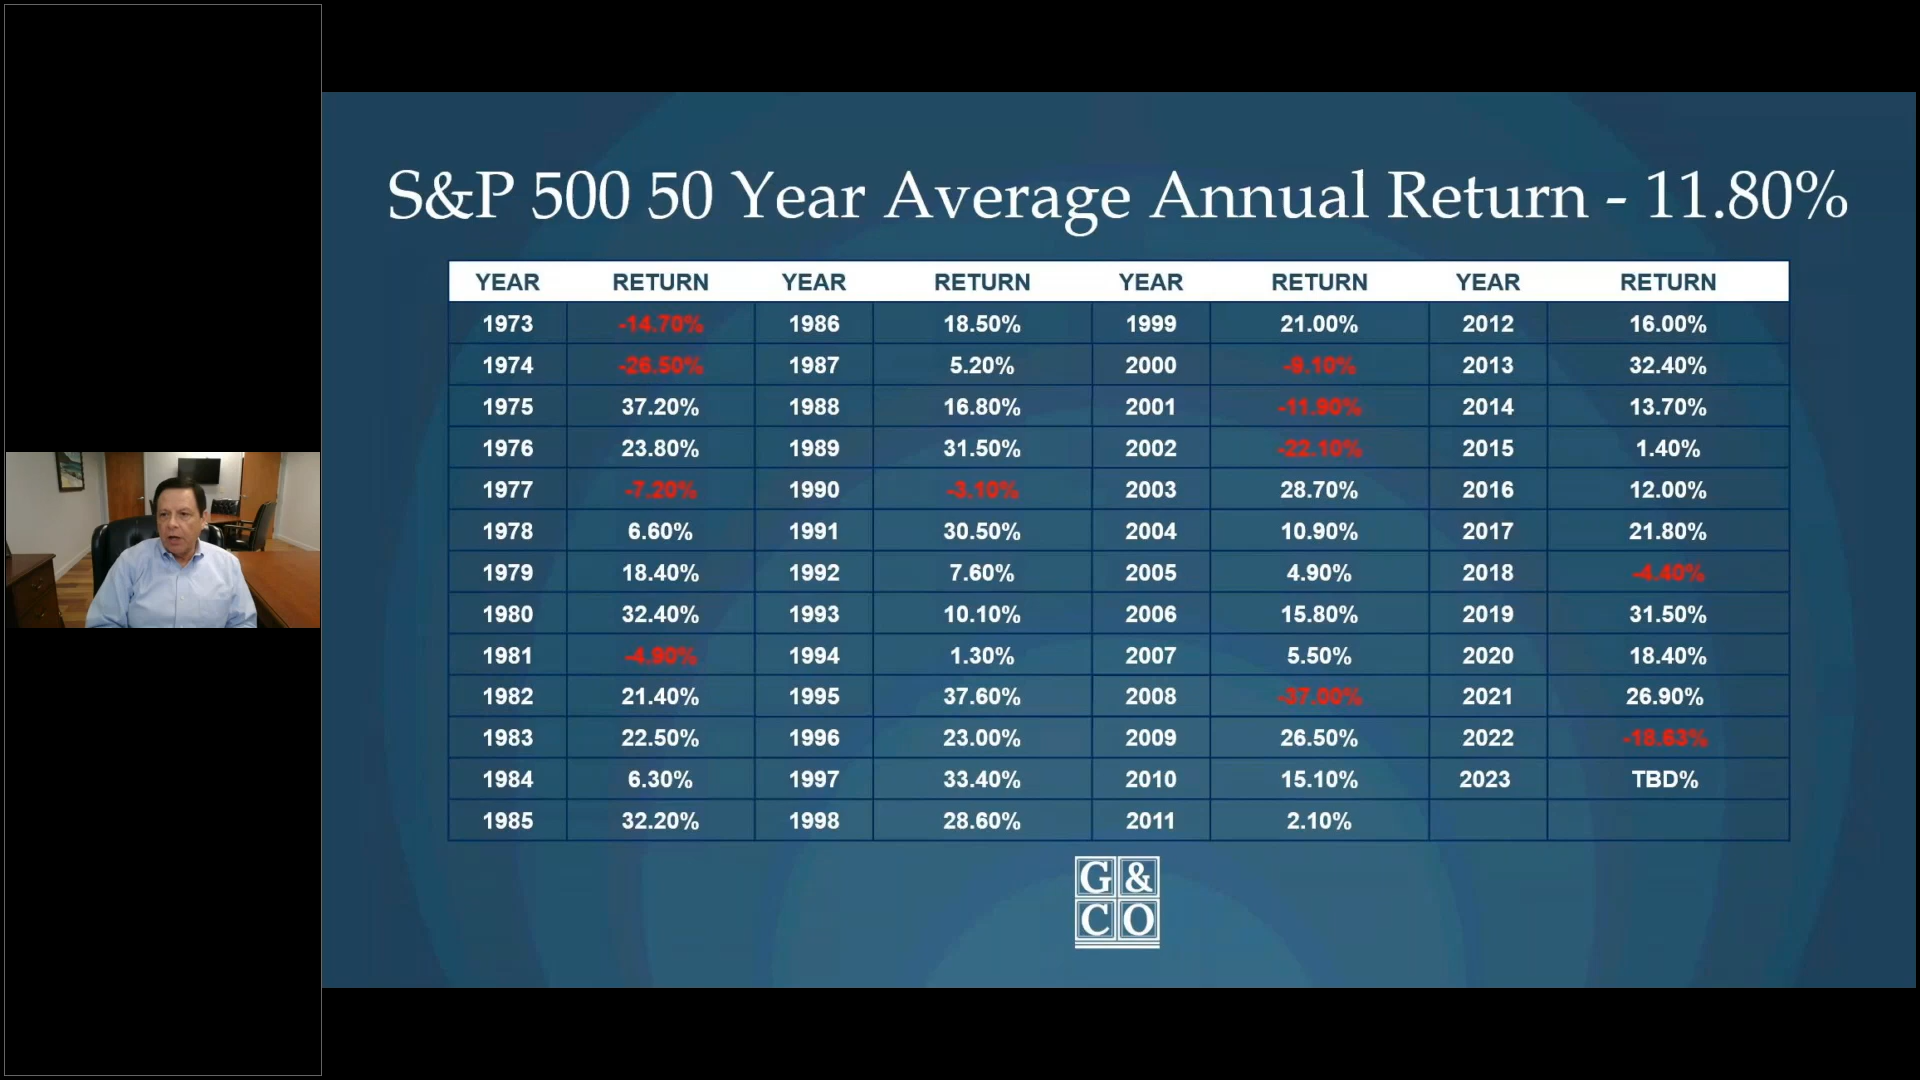 S&P 500 50 Year Average Annual Return - 11.80%
YEAR RETURN YEAR RETURN YEAR RETURN YEAR RETURN
1973 -14.70% 1986 18.50% 1999 21.00% 2012 16.00%
1974 -26.50% 1987 5.20% 2000 -9.10% 2013 32.40%
1975 37.20% 1988 16.80% 2001 -11.90% 2014 13.70%
1976 23.80% 1989 31.50% 2002 -22.10% 2015 1.40%
1977 -7.20% 1990 -3.10% 2003 28.70% 2016 12.00%
1978 6.60% 1991 30.50% 2004 10.90% 2017 21.80%
1979 18.40% 1992 7.60% 2005 4.90% 2018 -4.40%
1980 32.40% 1993 10.10% 2006 15.80% 2019 31.50%
1981 -4.90% 1994 1.30% 2007 5.50% 2020 18.40%
1982 21.40% 1995 37.60% 2008 -37.00% 2021 26.90%
1983 22.50% 1996 23.00% 2009 26.50% 2022 -18.63%
1984 6.30% 1997 33.40% 2010 15.10% 2023 TBD%
1985 32.20% 1998 28.60% 2011 2.10%
G&
CO